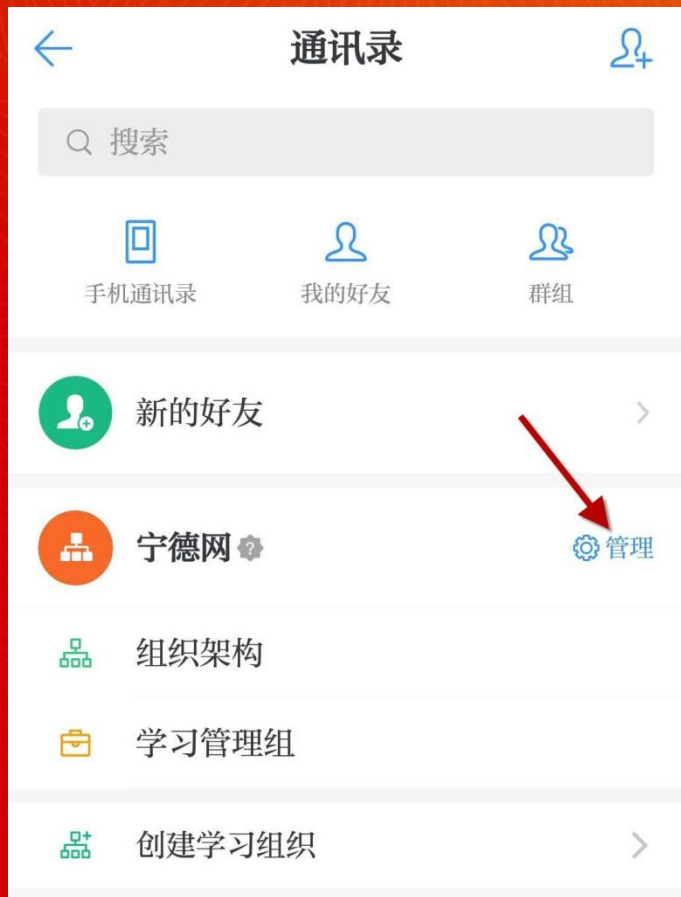 通讯录
搜索
手机通讯录 我的好友 群组
新的好友
宁德网 ? 管理
组织架构
学习管理组
创建学习组织